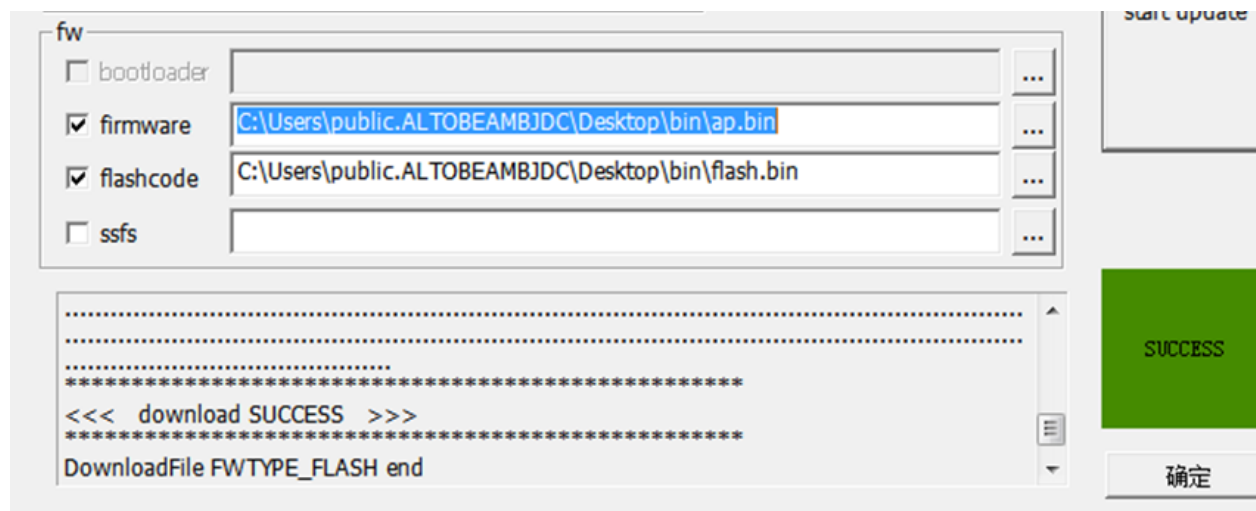 start update
fw
bootloader
...
firmware
C:\Users\public.ALTOBEAMBJDC\Desktop\bin\ap.bin
...
flashcode
C:\Users\public.ALTOBEAMBJDC\Desktop\bin\flash.bin
...
ssfs
...
.................................................................................................................................
.................................................................................................................................
............................................
***************************************************
<<<   download SUCCESS   >>>
***************************************************
DownloadFile FWTYPE_FLASH end
SUCCESS
确定